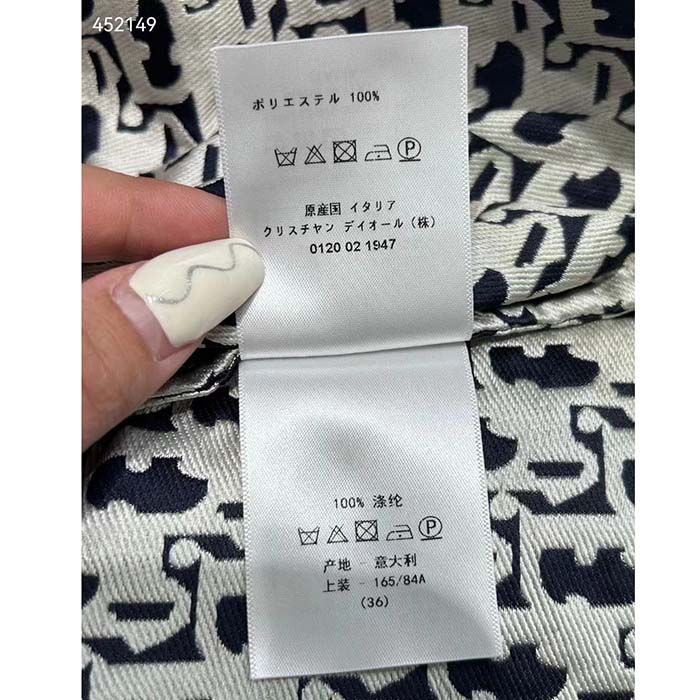 452149
ポリエステル 100%
P
原産国 イタリア
クリスチャン デイオール (株)
0120 02 1947
100% 涤纶
P
产地 - 意大利
上装 - 165/84A
(36)